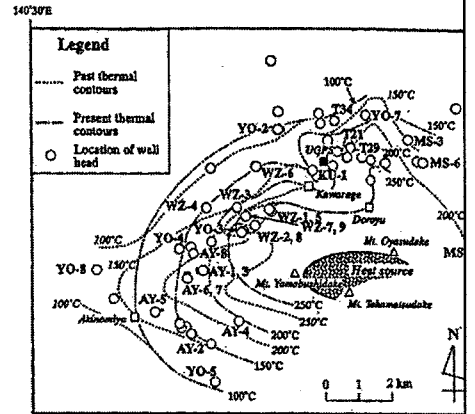 140°30'E
Legend
Past thermal contours
Present thermal contours
Location of well head
100°C
150°C
T34
YO-7
YO-2
T21
MS-3
UGPS
T29
200°C
MS-6
WZ-6
KU-1
250°C
Kawarage
WZ-4
WZ-3
200°C
Doroyu
WZ-1, 5
WZ-7, 9
YO-3
WZ-2, 8
MS
100°C
AY-8
Mt. Oyasudake
150°C
YO-8
AY-1, 3
Heat source
Mt. Yamabushidake
AY-6, 7
100°C
Mt. Takamatsudake
AY-5
250°C
Akinomiya
200°C
250°C
AY-4
200°C
N
AY-2
200°C
150°C
YO-5
100°C
0 1 2 km